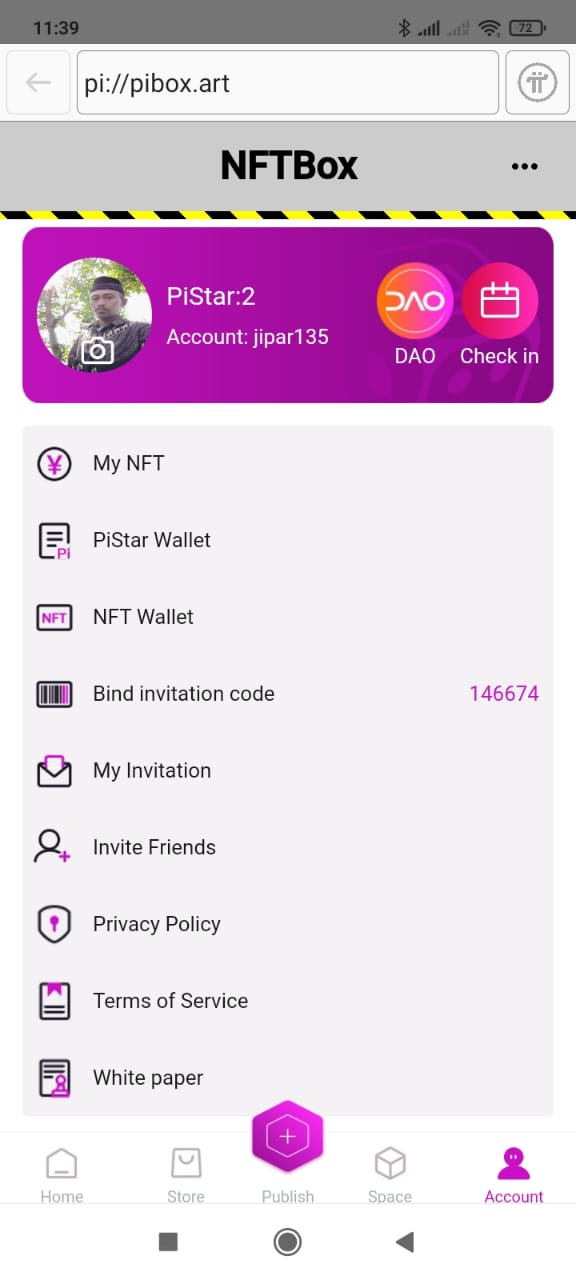 11:39
72
pi://pibox.art
NFTBox
PiStar:2
Account: jipar135
DAO
DAO
Check in
My NFT
Pi
PiStar Wallet
NFT
NFT Wallet
Bind invitation code 146674
My Invitation
Invite Friends
Privacy Policy
Terms of Service
White paper
Home
Store
Publish
Space
Account